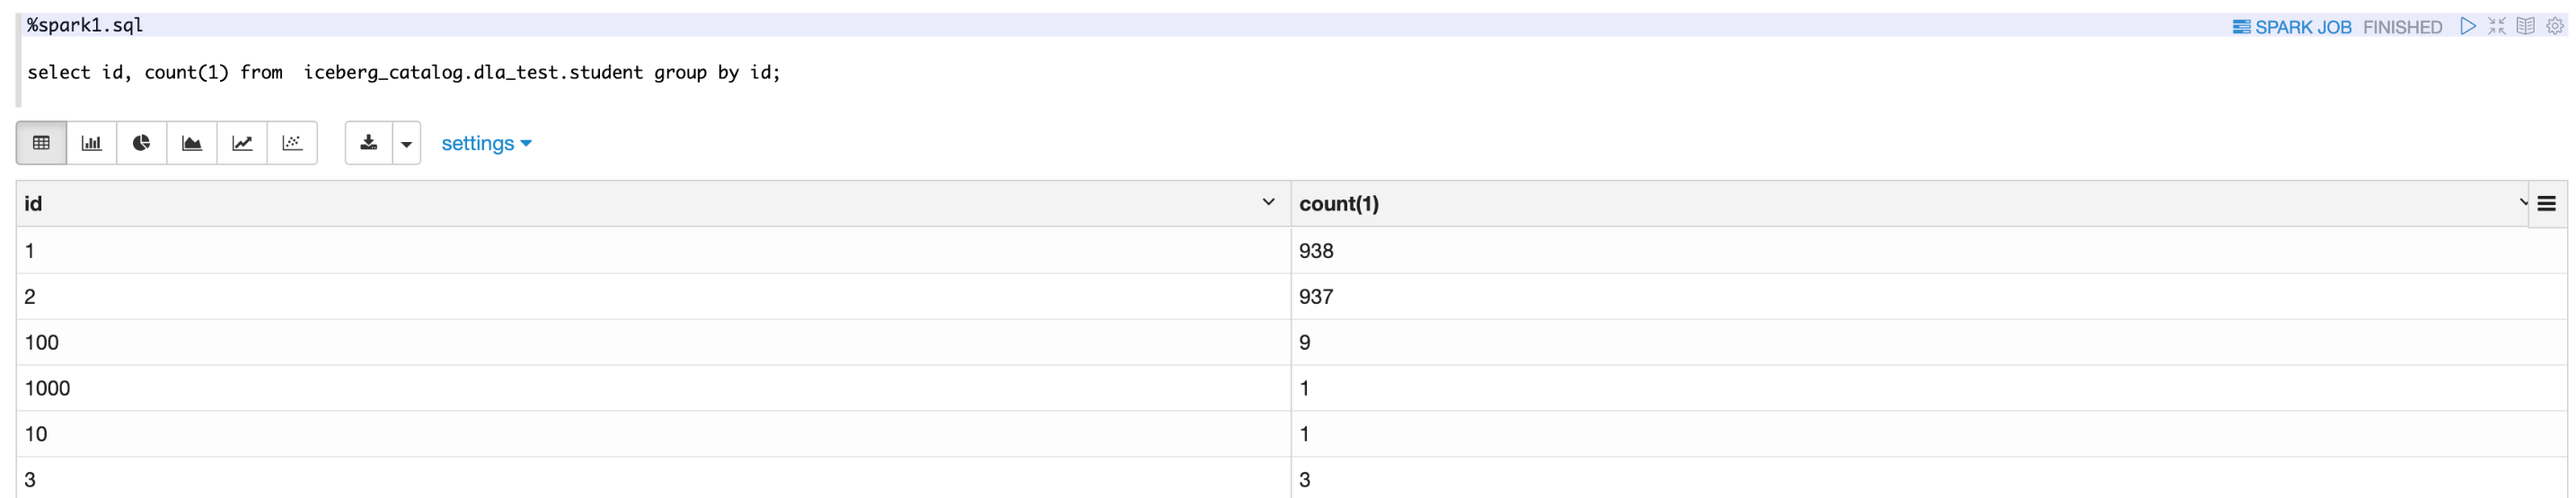 %spark1.sql
SPARK JOB FINISHED
select id, count(1) from  iceberg_catalog.dla_test.student group by id;
settings
id count(1)
1 938
2 937
100 9
1000 1
10 1
3 3